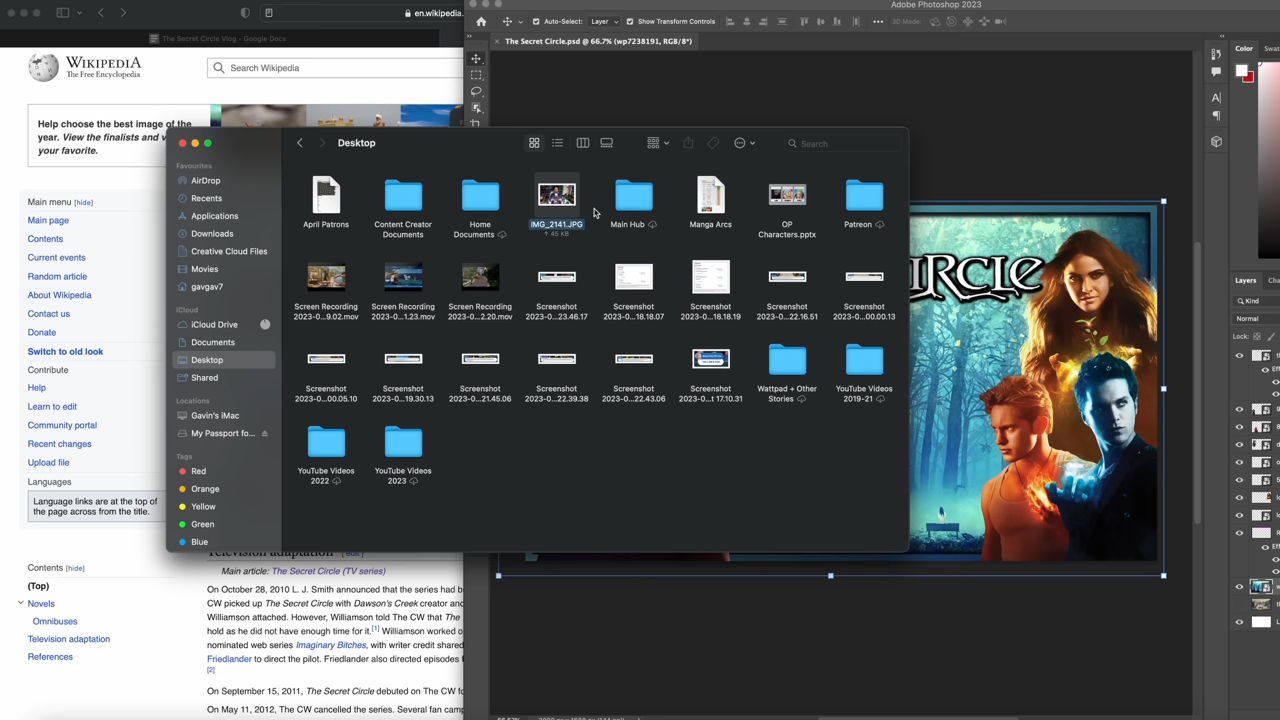 en.wikipedia.
The Secret Circle Vlog - Google Docs
WIKIPEDIA
The Free Encyclopedia
Search Wikipedia
Help choose the best image of the
year. View the finalists and v
your favorite.
Main menu [hide]
Main page
Contents
Current events
Random article
About Wikipedia
Contact us
Donate
Switch to old look
Contribute
Help
Learn to edit
Community portal
Recent changes
Upload file
Languages
Language links are at the top of
the page across from the title.
Contents [hide]
(Top)
Novels
Omnibuses
Television adaptation
References
Television adaptation [edit]
Main article: The Secret Circle (TV series)
On October 28, 2010 L. J. Smith announced that the series had b
CW picked up The Secret Circle with Dawson's Creek creator and
Williamson attached. However, Williamson told The CW that The
hold as he did not have enough time for it.[1] Williamson worked o
nominated web series Imaginary Bitches, with writer credit shared
Friedlander to direct the pilot. Friedlander also directed episodes f
[2]
On September 15, 2011, The Secret Circle debuted on The CW fo
On May 11, 2012, The CW cancelled the series. Several fan camp
Desktop
Search
Favourites
AirDrop
Recents
Applications
Downloads
Creative Cloud Files
Movies
gavgav7
iCloud
iCloud Drive
Documents
Desktop
Shared
Locations
Gavin's iMac
My Passport fo...
Tags
Red
Orange
Yellow
Green
Blue
April Patrons
Content Creator
Documents
Home
Documents
IMG_2141.JPG
↑ 45 KB
Main Hub
Manga Arcs
OP
Characters.pptx
Patreon
Screen Recording
2023-0...9.02.mov
Screen Recording
2023-0...1.23.mov
Screen Recording
2023-0...2.20.mov
Screenshot
2023-0...23.46.17
Screenshot
2023-0...18.18.07
Screenshot
2023-0...18.18.19
Screenshot
2023-0...22.16.51
Screenshot
2023-0...00.00.13
Screenshot
2023-0...00.05.10
Screenshot
2023-0...19.30.13
Screenshot
2023-0...21.45.06
Screenshot
2023-0...22.39.38
Screenshot
2023-0...22.43.06
Screenshot
2023-0...t 17.10.31
Wattpad + Other
Stories
YouTube Videos
2019-21
YouTube Videos
2022
YouTube Videos
2023
Adobe Photoshop 2023
Auto-Select:
Layer
Show Transform Controls
3D Mode:
The Secret Circle.psd @ 66.7% (wp7238191, RGB/8*)
IRCLE
Color
Swat
Layers
Cha
Kind
Normal
Lock: